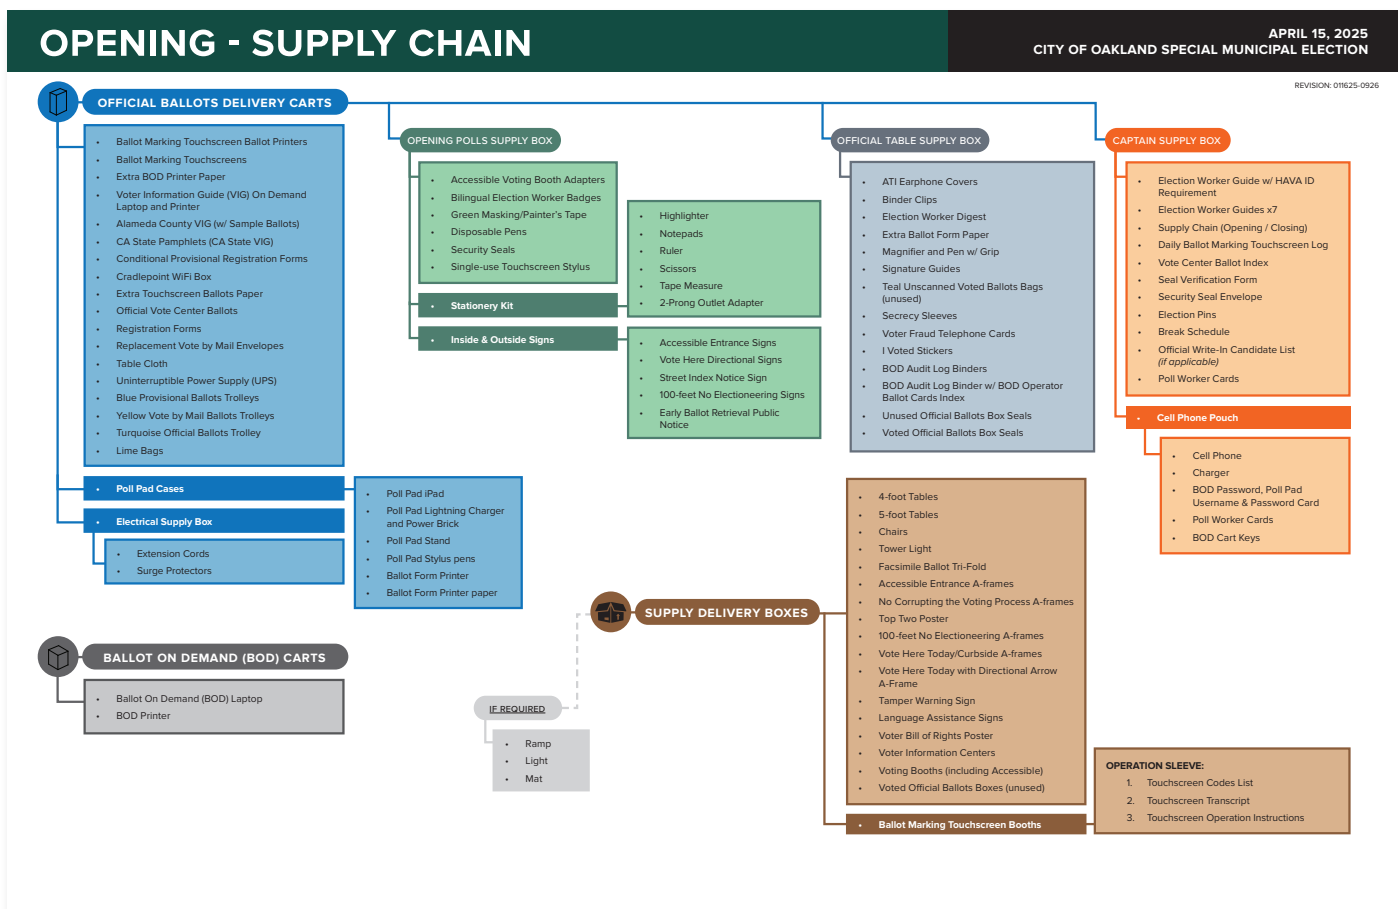 OPENING - SUPPLY CHAIN
APRIL 15, 2025
CITY OF OAKLAND SPECIAL MUNICIPAL ELECTION
REVISION: 011625-0926
OFFICIAL BALLOTS DELIVERY CARTS
• Ballot Marking Touchscreen Ballot Printers
• Ballot Marking Touchscreens
• Extra BOD Printer Paper
• Voter Information Guide (VIG) On Demand
Laptop and Printer
• Alameda County VIG (w/ Sample Ballots)
• CA State Pamphlets (CA State VIG)
• Conditional Provisional Registration Forms
• Cradlepoint WiFi Box
• Extra Touchscreen Ballots Paper
• Official Vote Center Ballots
• Registration Forms
• Replacement Vote by Mail Envelopes
• Table Cloth
• Uninterruptible Power Supply (UPS)
• Blue Provisional Ballots Trolleys
• Yellow Vote by Mail Ballots Trolleys
• Turquoise Official Ballots Trolley
• Lime Bags
• Poll Pad Cases
• Poll Pad iPad
• Poll Pad Lightning Charger
and Power Brick
• Poll Pad Stand
• Poll Pad Stylus pens
• Ballot Form Printer
• Ballot Form Printer paper
• Electrical Supply Box
• Extension Cords
• Surge Protectors
OPENING POLLS SUPPLY BOX
• Accessible Voting Booth Adapters
• Bilingual Election Worker Badges
• Green Masking/Painter's Tape
• Disposable Pens
• Security Seals
• Single-use Touchscreen Stylus
• Stationery Kit
• Highlighter
• Notepads
• Ruler
• Scissors
• Tape Measure
• 2-Prong Outlet Adapter
• Inside & Outside Signs
• Accessible Entrance Signs
• Vote Here Directional Signs
• Street Index Notice Sign
• 100-feet No Electioneering Signs
• Early Ballot Retrieval Public
Notice
OFFICIAL TABLE SUPPLY BOX
• ATI Earphone Covers
• Binder Clips
• Election Worker Digest
• Extra Ballot Form Paper
• Magnifier and Pen w/ Grip
• Signature Guides
• Teal Unscanned Voted Ballots Bags
(unused)
• Secrecy Sleeves
• Voter Fraud Telephone Cards
• I Voted Stickers
• BOD Audit Log Binders
• BOD Audit Log Binder w/ BOD Operator
Ballot Cards Index
• Unused Official Ballots Box Seals
• Voted Official Ballots Box Seals
CAPTAIN SUPPLY BOX
• Election Worker Guide w/ HAVA ID
Requirement
• Election Worker Guides x7
• Supply Chain (Opening / Closing)
• Daily Ballot Marking Touchscreen Log
• Vote Center Ballot Index
• Seal Verification Form
• Security Seal Envelope
• Election Pins
• Break Schedule
• Official Write-In Candidate List
(if applicable)
• Poll Worker Cards
• Cell Phone Pouch
• Cell Phone
• Charger
• BOD Password, Poll Pad
Username & Password Card
• Poll Worker Cards
• BOD Cart Keys
BALLOT ON DEMAND (BOD) CARTS
• Ballot On Demand (BOD) Laptop
• BOD Printer
SUPPLY DELIVERY BOXES
• 4-foot Tables
• 5-foot Tables
• Chairs
• Tower Light
• Facsimile Ballot Tri-Fold
• Accessible Entrance A-frames
• No Corrupting the Voting Process A-frames
• Top Two Poster
• 100-feet No Electioneering A-frames
• Vote Here Today/Curbside A-frames
• Vote Here Today with Directional Arrow
A-Frame
• Tamper Warning Sign
• Language Assistance Signs
• Voter Bill of Rights Poster
• Voter Information Centers
• Voting Booths (including Accessible)
• Voted Official Ballots Boxes (unused)
• Ballot Marking Touchscreen Booths
OPERATION SLEEVE:
1. Touchscreen Codes List
2. Touchscreen Transcript
3. Touchscreen Operation Instructions
IF REQUIRED
• Ramp
• Light
• Mat